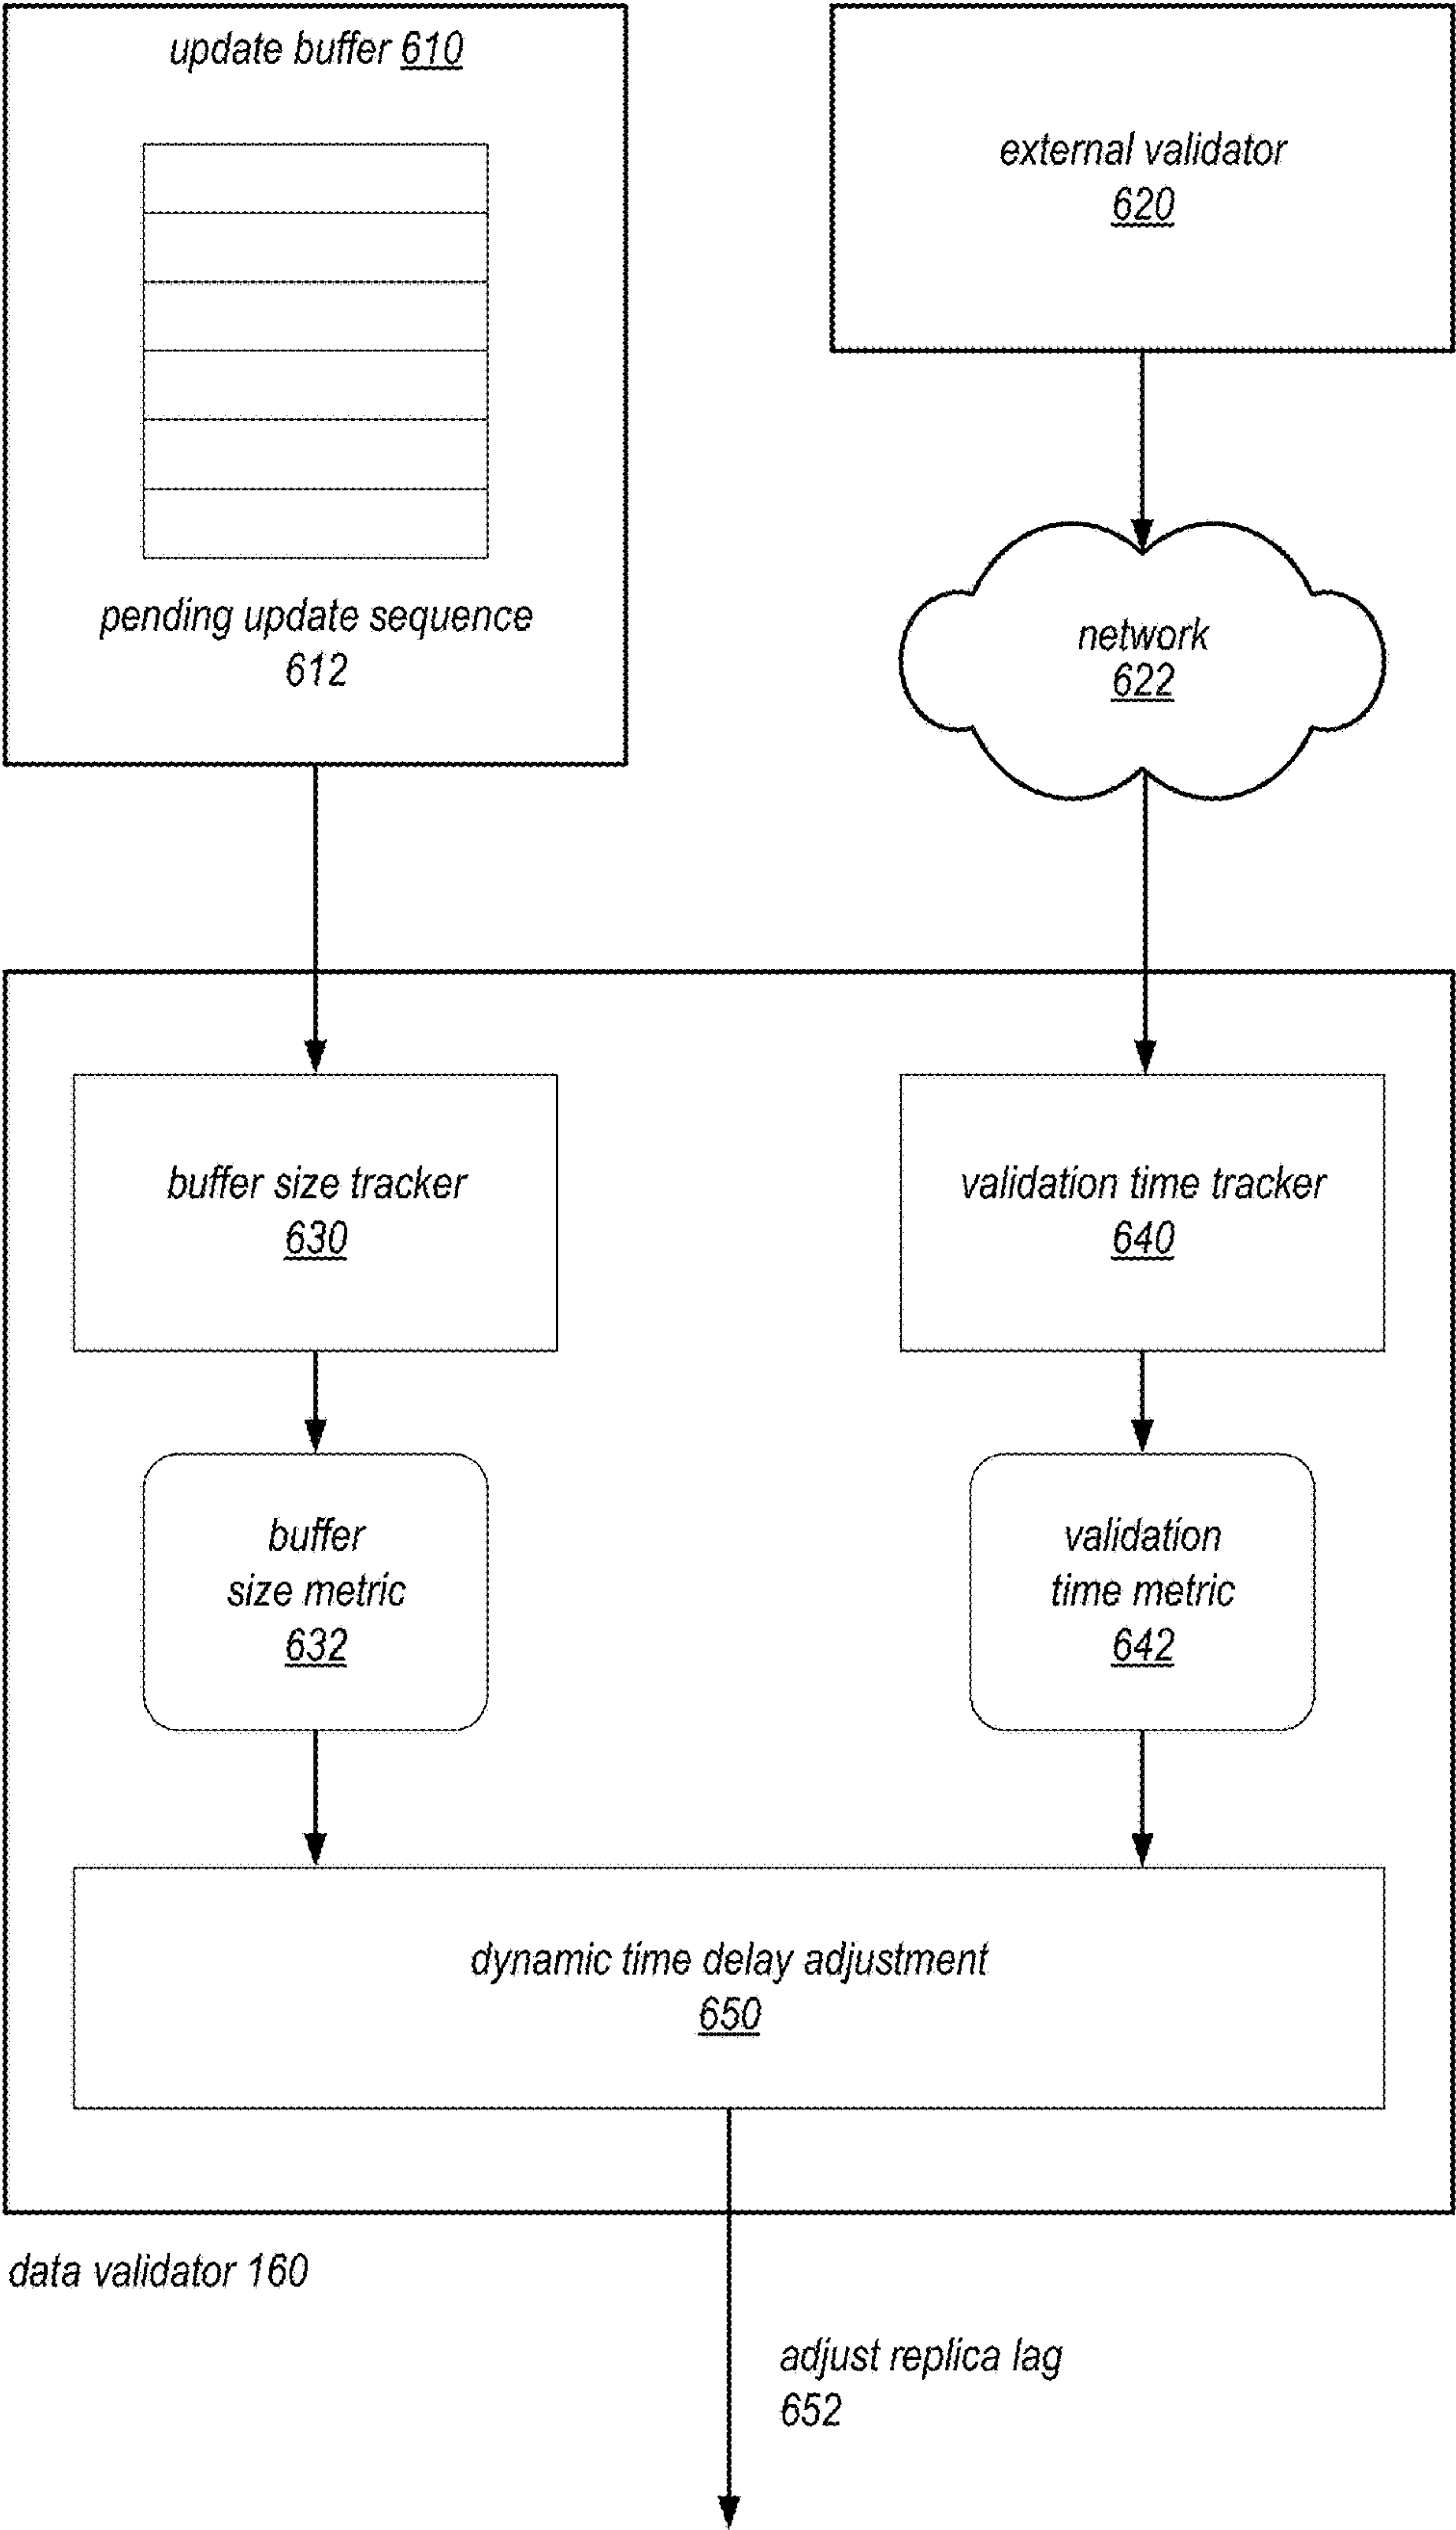 update buffer 610
pending update sequence
612
external validator
620
network
622
buffer size tracker
630
validation time tracker
640
buffer
size metric
632
validation
time metric
642
dynamic time delay adjustment
650
data validator 160
adjust replica lag
652